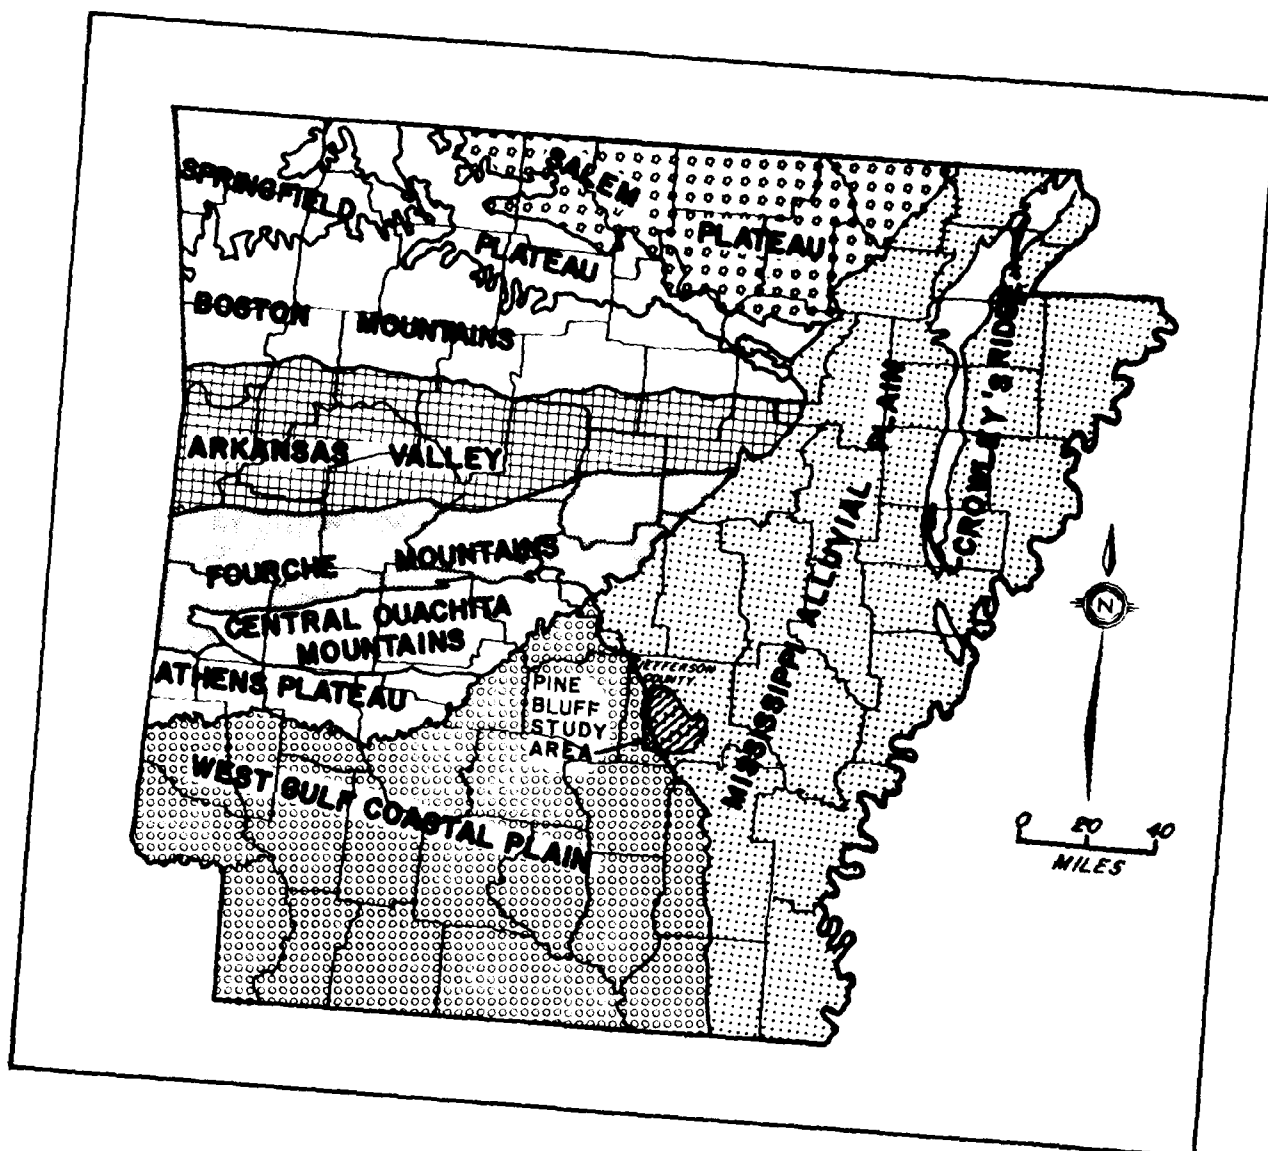 SALEM
PLATEAU
SPRINGFIELD
PLATEAU
BOSTON MOUNTAINS
ARKANSAS VALLEY
FOURCHE MOUNTAINS
CENTRAL OUACHITA
MOUNTAINS
ATHENS PLATEAU
WEST GULF COASTAL PLAIN
PINE
BLUFF
STUDY
AREA
JEFFERSON
COUNTY
MISSISSIPPI ALLUVIAL PLAIN
CROWLEY'S RIDGE
N
0 20 40
MILES